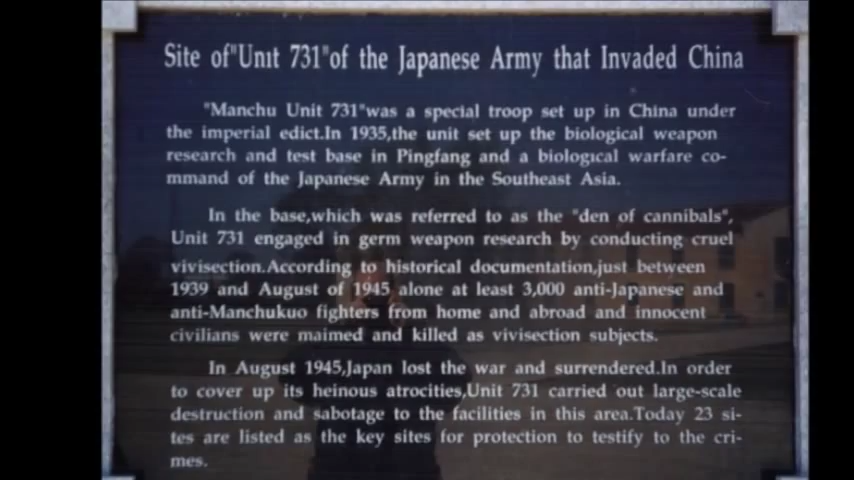 Site of"Unit 731"of the Japanese Army that Invaded China
"Manchu Unit 731"was a special troop set up in China under
the imperial edict.In 1935,the unit set up the biological weapon
research and test base in Pingfang and a biological warfare co-
mmand of the Japanese Army in the Southeast Asia.
In the base,which was referred to as the "den of cannibals",
Unit 731 engaged in germ weapon research by conducting cruel
vivisection.According to historical documentation,just between
1939 and August of 1945 alone at least 3,000 anti-Japanese and
anti-Manchukuo fighters from home and abroad and innocent
civilians were maimed and killed as vivisection subjects.
In August 1945,Japan lost the war and surrendered.In order
to cover up its heinous atrocities,Unit 731 carried out large-scale
destruction and sabotage to the facilities in this area.Today 23 si-
tes are listed as the key sites for protection to testify to the cri-
mes.